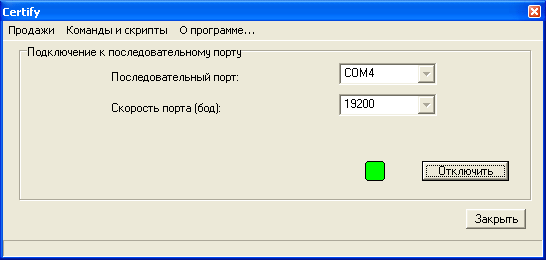 Certify
Продажи Команды и скрипты О программе...
Подключение к последовательному порту
Последовательный порт: COM4
Скорость порта (бод): 19200
Отключить
Закрыть